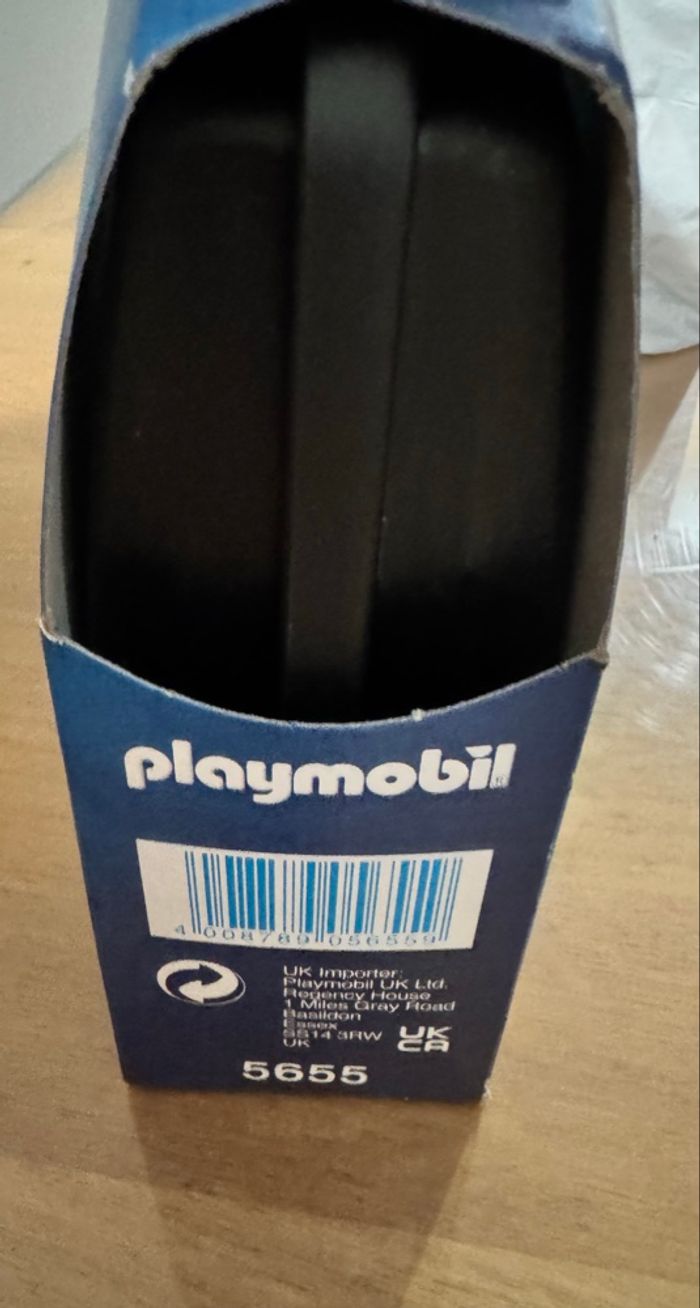 playmobil
4 008789 056559
UK Importer:
Playmobil UK Ltd.
Regency House
1 Miles Gray Road
Basildon
Essex
SS14 3RW
UK
UK
CA
5655